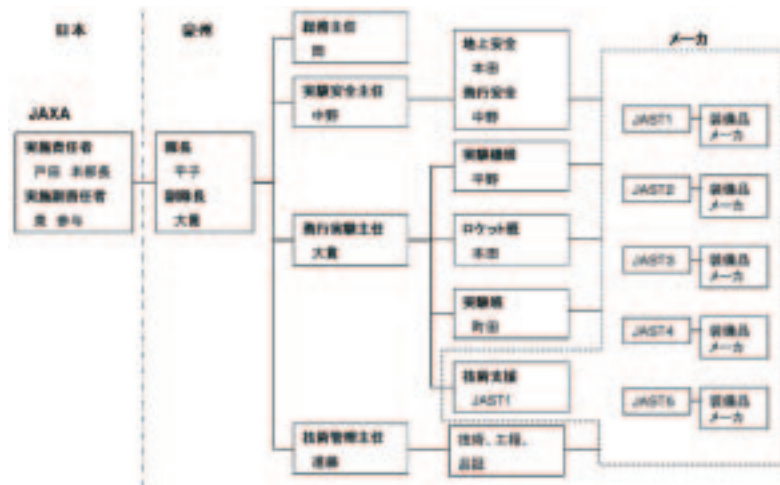 日本
豪州
メーカ
JAXA
実施責任者
戸田 本部長
実施副責任者
参与
隊長
平子
副隊長
大貫
総務主任
実験安全主任
中野
飛行実験主任
大貫
技術管理主任
進藤
地上安全
本田
飛行安全
中野
実験機班
平野
ロケット班
本田
実験班
町田
技術支援
JAST1
技術、工程、
品証
JAST1
装備品
メーカ
JAST2
装備品
メーカ
JAST3
装備品
メーカ
JAST4
装備品
メーカ
JAST5
装備品
メーカ